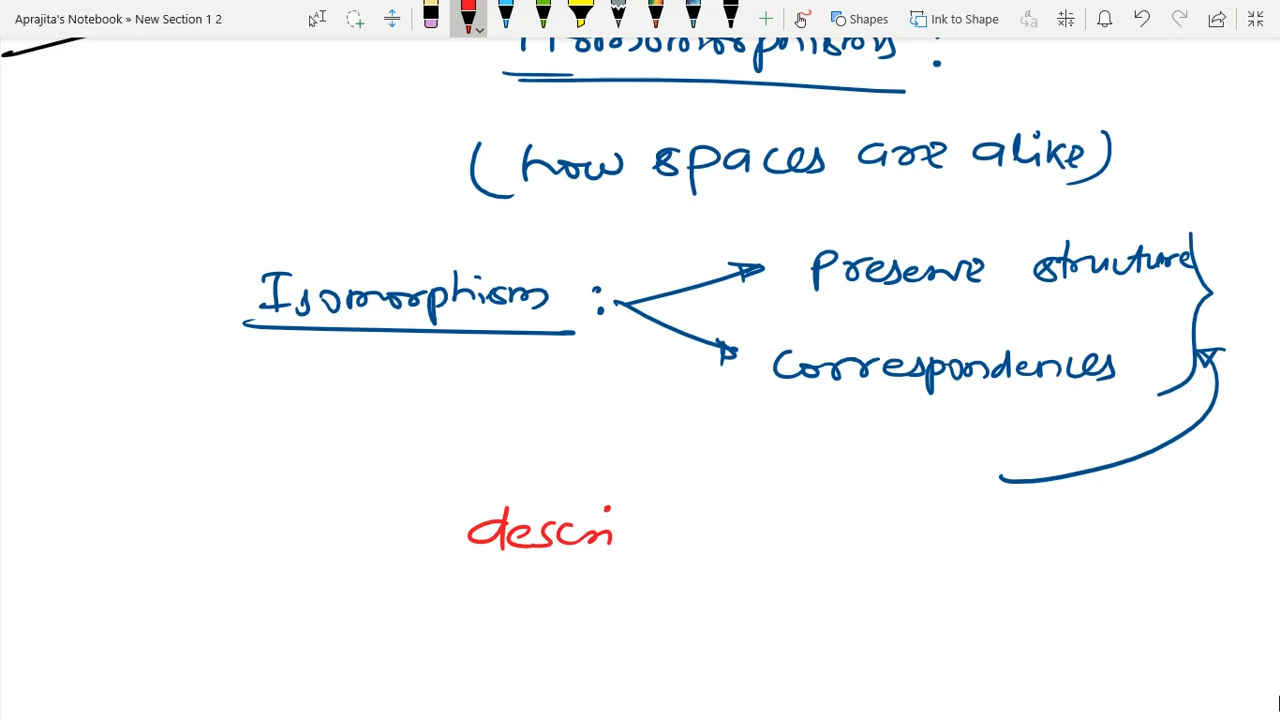 Aprajita's Notebook » New Section 1 2
Shapes
Ink to Shape
(how spaces are alike)
Isomorphism :
Preserve structure
Correspondences
descri